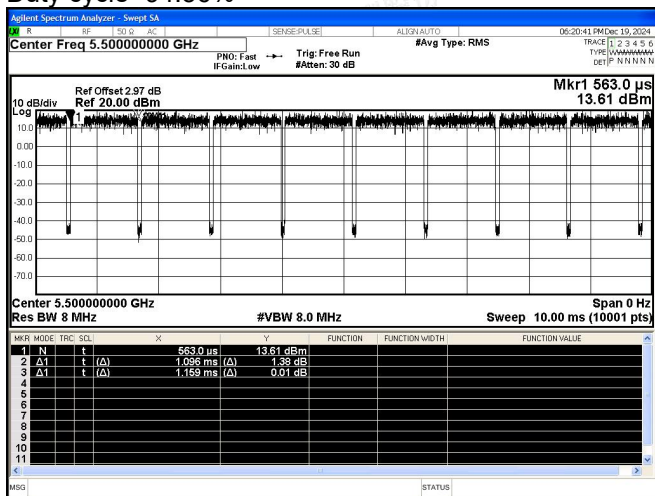 Agilent Spectrum Analyzer - Swept SA
R RF 50 Ω AC SENSE:PULSE ALIGNAUTO 06:20:41 PM Dec 19, 2024
Center Freq 5.500000000 GHz #Avg Type: RMS TRACE 1 2 3 4 5 6
PNO: Fast Trig: Free Run TYPE
IFGain:Low #Atten: 30 dB DET P N N N N N
Mkr1 563.0 µs
Ref Offset 2.97 dB
10 dB/div Ref 20.00 dBm 13.61 dBm
Log
1
10.0
0.00
-10.0
-20.0
-30.0
-40.0
-50.0
-60.0
-70.0
Center 5.500000000 GHz Span 0 Hz
Res BW 8 MHz #VBW 8.0 MHz Sweep 10.00 ms (10001 pts)
MKR MODE TRC SCL X Y FUNCTION FUNCTION WIDTH FUNCTION VALUE
1 N t 563.0 µs 13.61 dBm
2 Δ1 t (Δ) 1.096 ms (Δ) 1.38 dB
3 Δ1 t (Δ) 1.159 ms (Δ) 0.01 dB
4
5
6
7
8
9
10
11
MSG STATUS